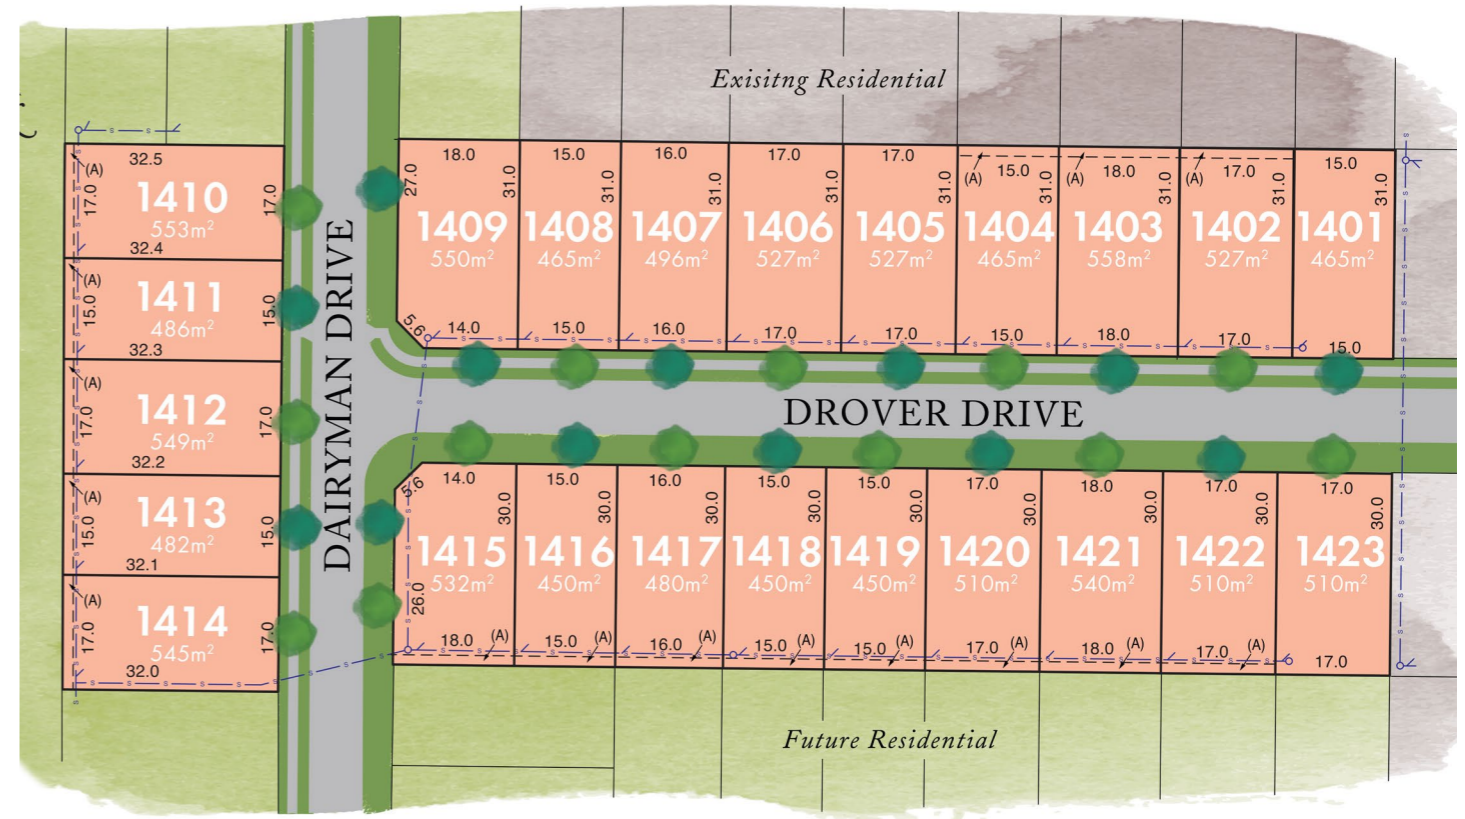 Exisitng Residential
32.5
(A)
17.0
1410
17.0
553m²
32.4
(A)
15.0
1411
15.0
486m²
32.3
(A)
17.0
1412
17.0
549m²
32.2
(A)
15.0
1413
15.0
482m²
32.1
(A)
17.0
1414
17.0
545m²
32.0
DAIRYMAN DRIVE
18.0
27.0
31.0
1409
550m²
5.6
14.0
15.0
31.0
1408
465m²
15.0
16.0
31.0
1407
496m²
16.0
17.0
31.0
1406
527m²
17.0
17.0
31.0
1405
527m²
17.0
(A)
15.0
31.0
1404
465m²
15.0
(A)
18.0
31.0
1403
558m²
18.0
(A)
17.0
31.0
1402
527m²
17.0
15.0
31.0
1401
465m²
15.0
DROVER DRIVE
5.6
14.0
30.0
1415
532m²
26.0
18.0
(A)
15.0
30.0
1416
450m²
15.0
(A)
16.0
30.0
1417
480m²
16.0
(A)
15.0
30.0
1418
450m²
15.0
(A)
15.0
30.0
1419
450m²
15.0
(A)
17.0
30.0
1420
510m²
17.0
(A)
18.0
30.0
1421
540m²
18.0
(A)
17.0
30.0
1422
510m²
17.0
(A)
17.0
30.0
1423
510m²
17.0
Future Residential